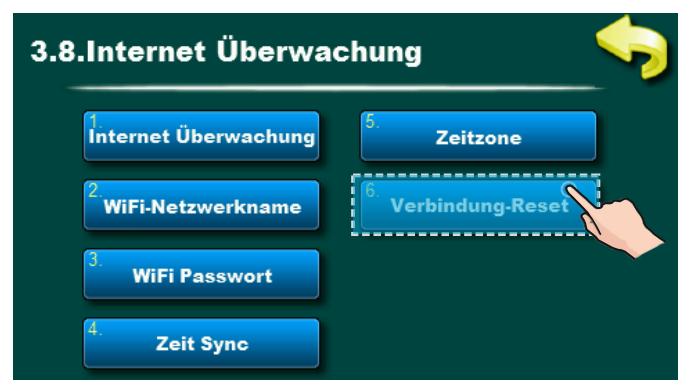 3.8.Internet Überwachung
1.
Internet Überwachung
2.
WiFi-Netzwerkname
3.
WiFi Passwort
4.
Zeit Sync
5.
Zeitzone
6.
Verbindung-Reset